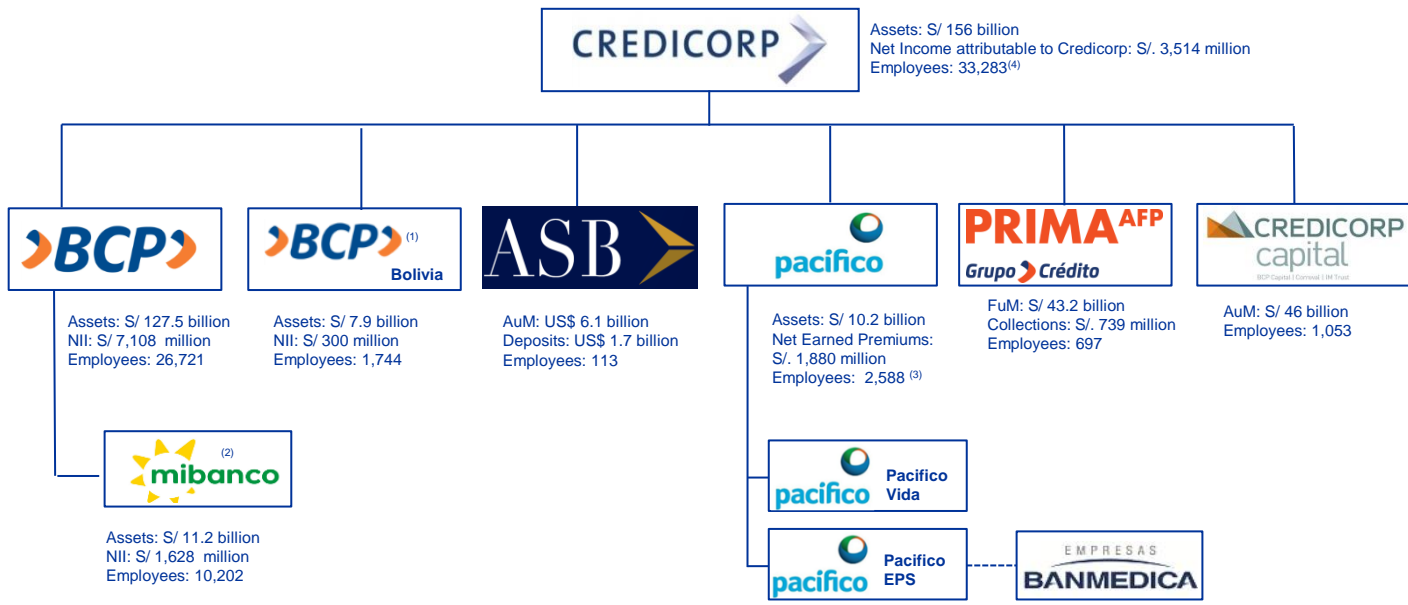 CREDICORP
Assets: S/ 156 billion
Net Income attributable to Credicorp: S/. 3,514 million
Employees: 33,283(4)
BCP
BCP (1)
Bolivia
ASB
pacifico
PRIMA AFP
Grupo Crédito
CREDICORP
capital
BCP Capital | Correval | IM Trust
Assets: S/ 127.5 billion
NII: S/ 7,108 million
Employees: 26,721
Assets: S/ 7.9 billion
NII: S/ 300 million
Employees: 1,744
AuM: US$ 6.1 billion
Deposits: US$ 1.7 billion
Employees: 113
Assets: S/ 10.2 billion
Net Earned Premiums:
S/. 1,880 million
Employees: 2,588 (3)
FuM: S/ 43.2 billion
Collections: S/. 739 million
Employees: 697
AuM: S/ 46 billion
Employees: 1,053
mibanco (2)
Assets: S/ 11.2 billion
NII: S/ 1,628 million
Employees: 10,202
pacifico
Pacifico
Vida
pacifico
Pacifico
EPS
EMPRESAS
BANMEDICA